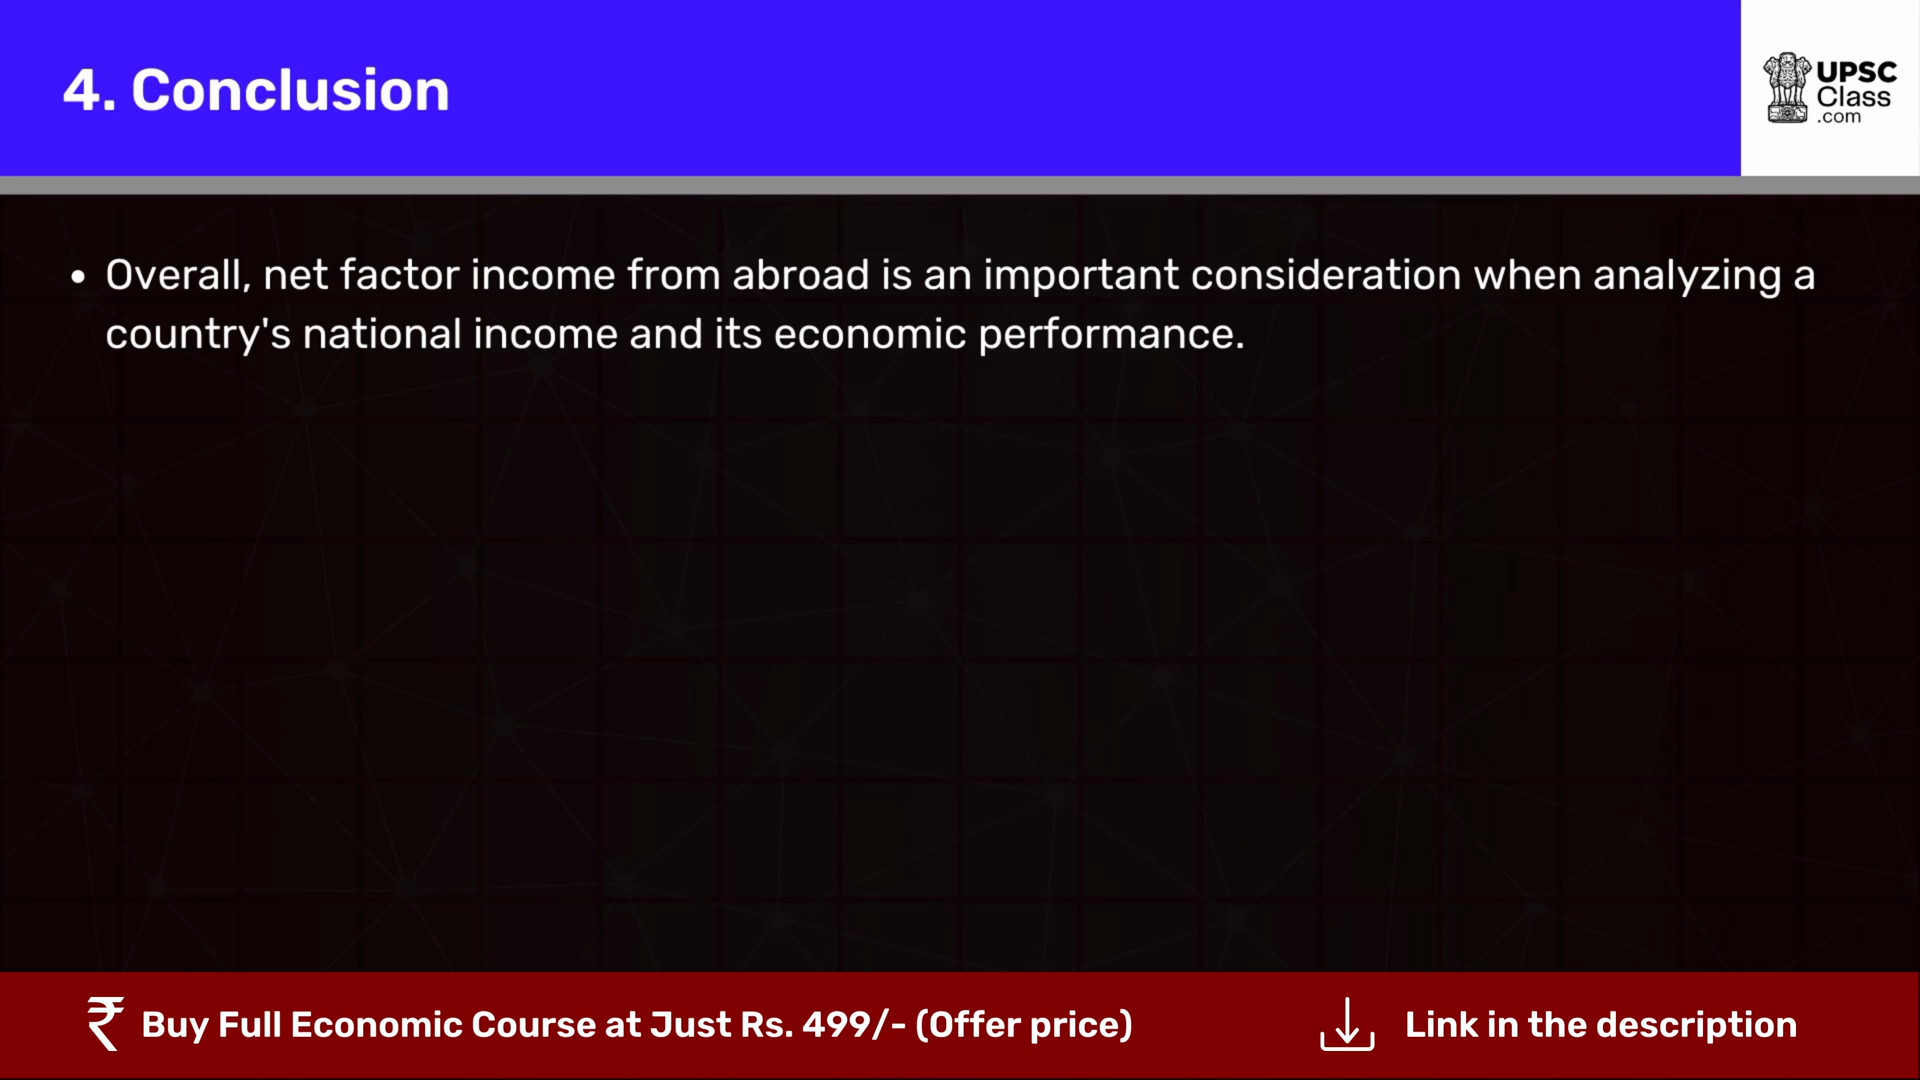 4. Conclusion
UPSC
Class
.com
• Overall, net factor income from abroad is an important consideration when analyzing a
country's national income and its economic performance.
₹ Buy Full Economic Course at Just Rs. 499/- (Offer price)
Link in the description